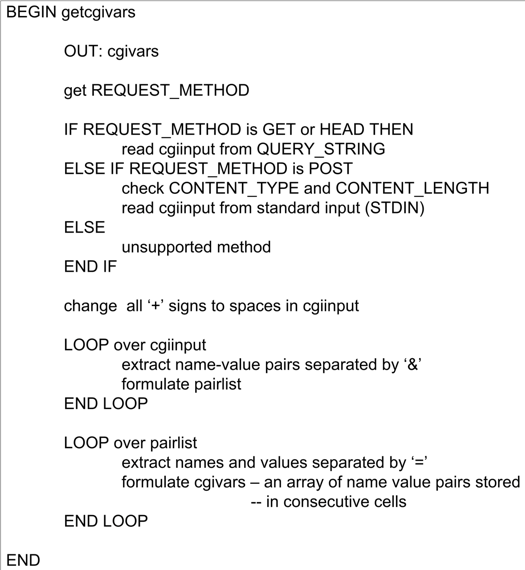 BEGIN getcgivars
OUT: cgivars
get REQUEST_METHOD
IF REQUEST_METHOD is GET or HEAD THEN
read cgiinput from QUERY_STRING
ELSE IF REQUEST_METHOD is POST
check CONTENT_TYPE and CONTENT_LENGTH
read cgiinput from standard input (STDIN)
ELSE
unsupported method
END IF
change  all ‘+’ signs to spaces in cgiinput
LOOP over cgiinput
extract name-value pairs separated by ‘&’
formulate pairlist
END LOOP
LOOP over pairlist
extract names and values separated by ‘=’
formulate cgivars – an array of name value pairs stored
-- in consecutive cells
END LOOP
END